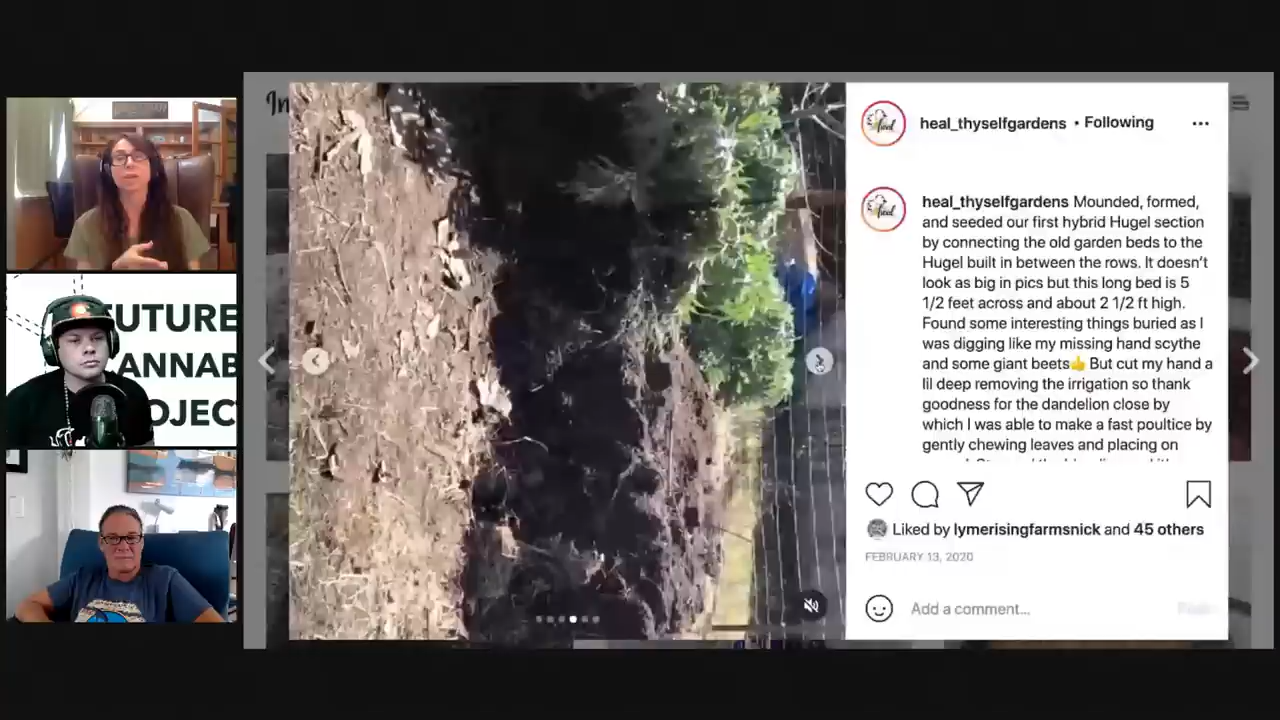 In
heal_thyselfgardens • Following
heal_thyselfgardens Mounded, formed,
and seeded our first hybrid Hugel section
by connecting the old garden beds to the
Hugel built in between the rows. It doesn't
look as big in pics but this long bed is 5
1/2 feet across and about 2 1/2 ft high.
Found some interesting things buried as I
was digging like my missing hand scythe
and some giant beets👍 But cut my hand a
lil deep removing the irrigation so thank
goodness for the dandelion close by
which I was able to make a fast poultice by
gently chewing leaves and placing on
Liked by lymerisingfarmsnick and 45 others
FEBRUARY 13, 2020
Add a comment...
heal
UTURE
ANNAB
OJEC